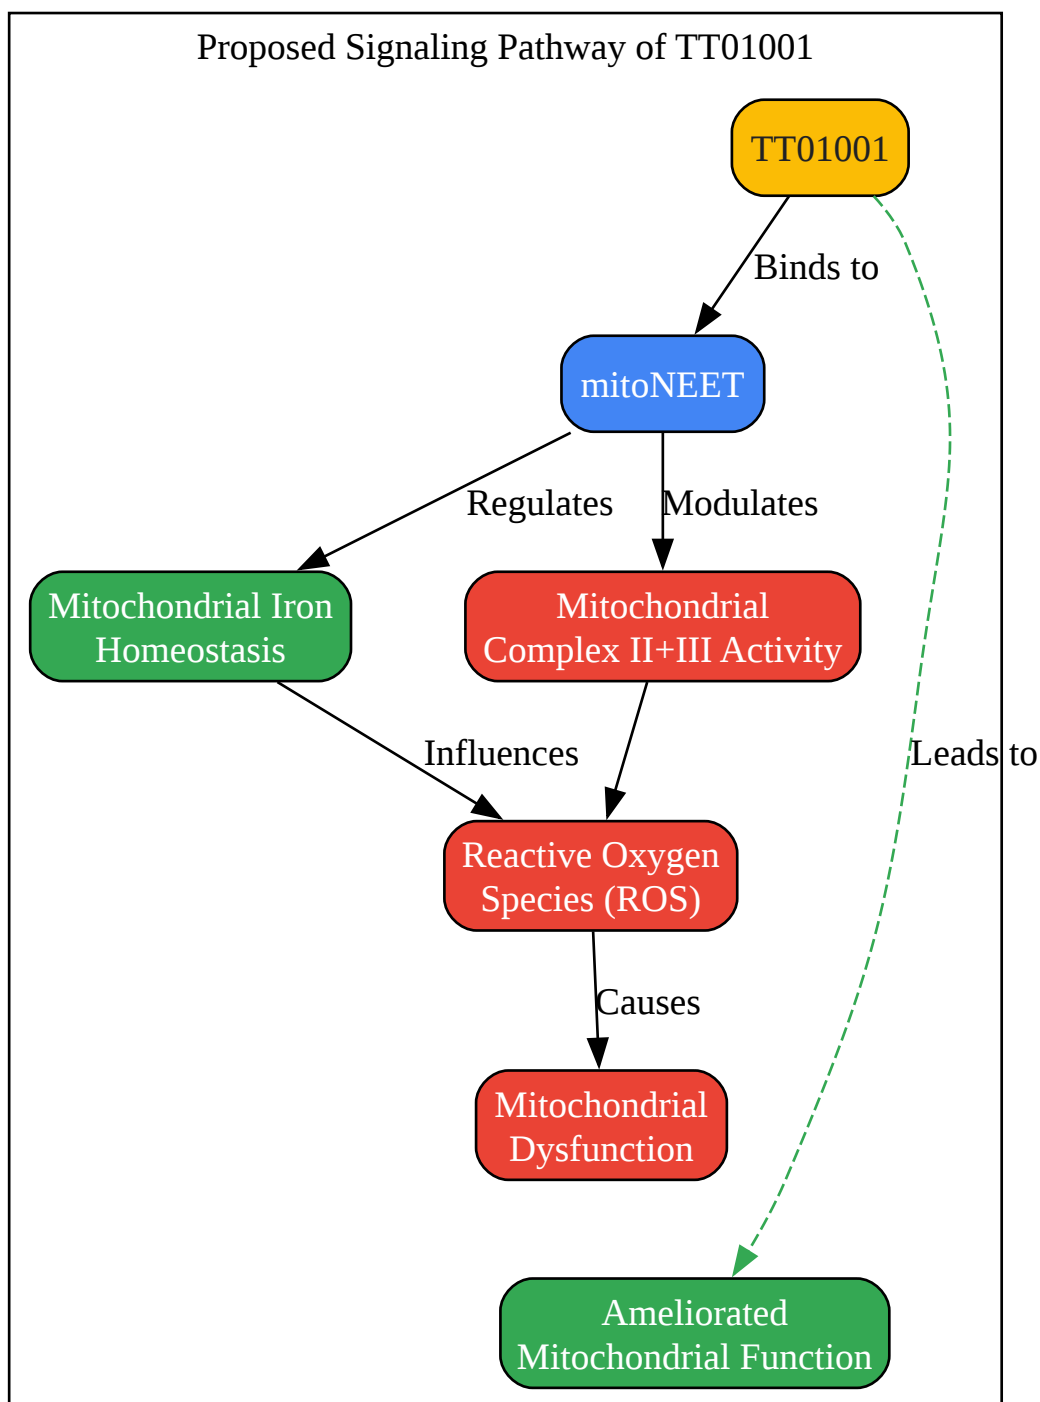 Proposed Signaling Pathway of TT01001
TT01001
Binds to
mitoNEET
Regulates
Modulates
Mitochondrial Iron
Homeostasis
Mitochondrial
Complex II+III Activity
Influences
Leads to
Reactive Oxygen
Species (ROS)
Causes
Mitochondrial
Dysfunction
Ameliorated
Mitochondrial Function